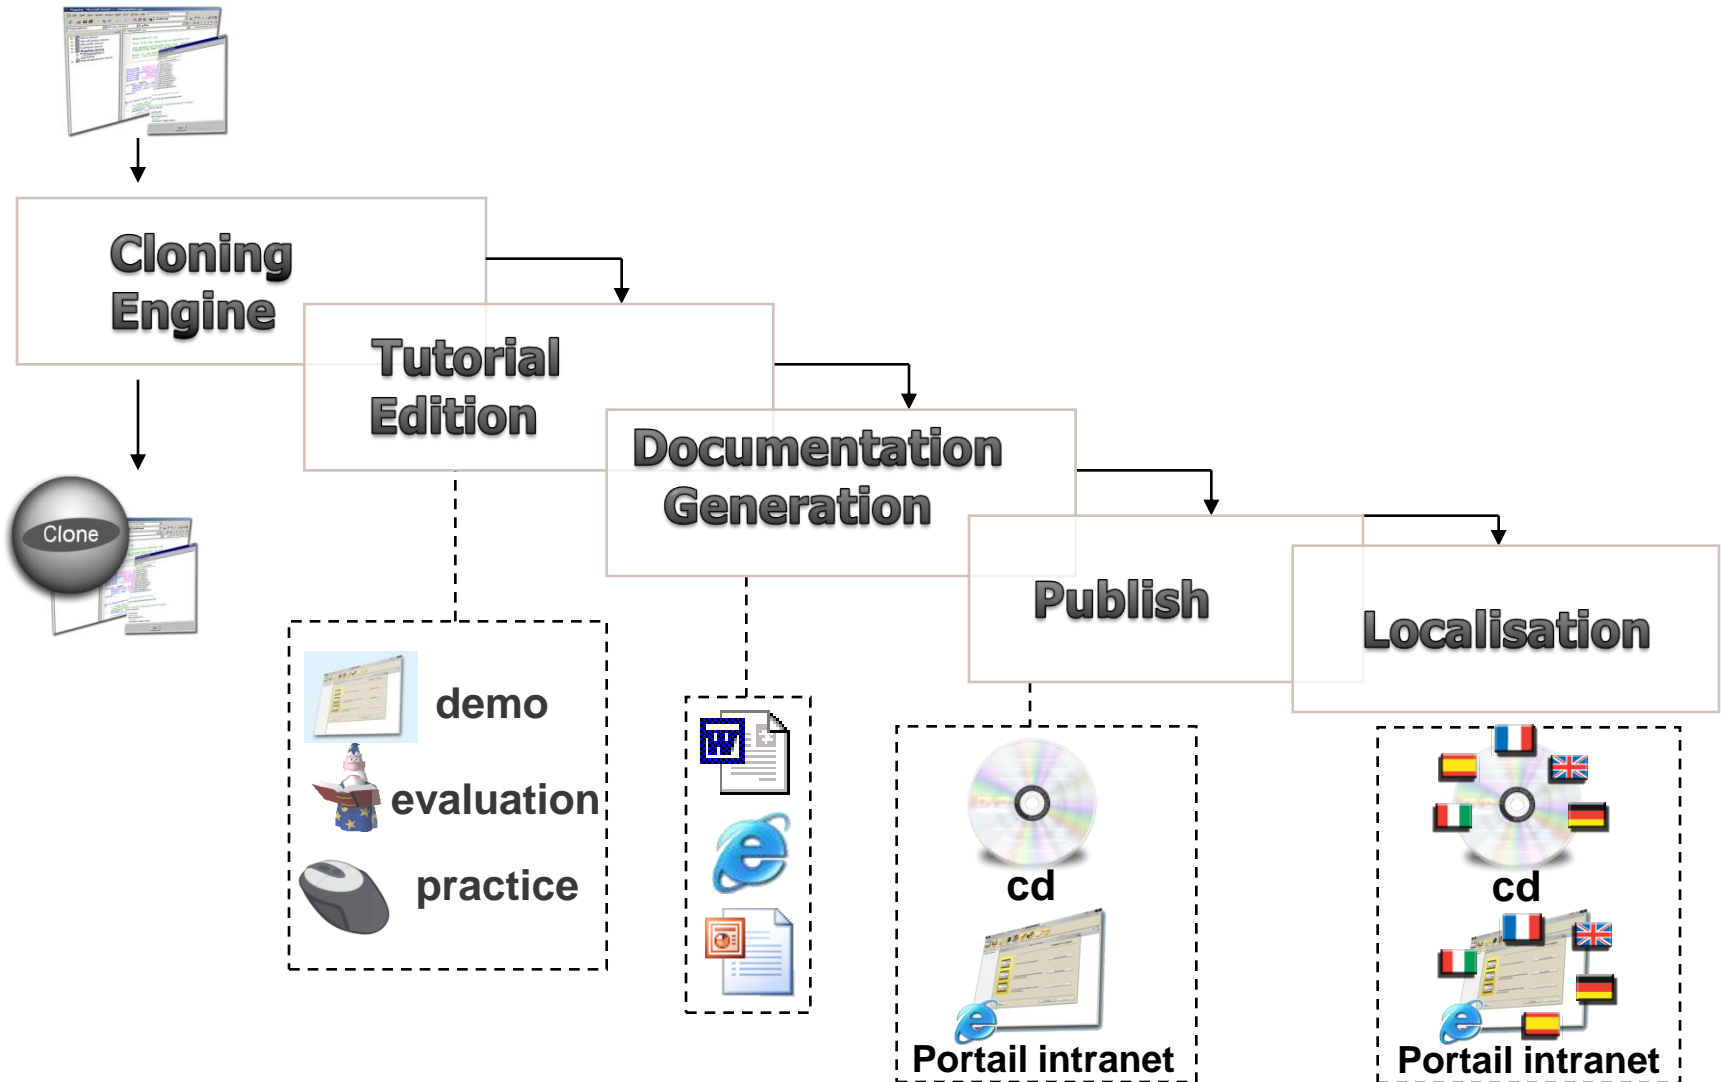 Cloning
Engine
Tutorial
Edition
Documentation
Generation
Publish
Localisation
Clone
demo
evaluation
practice
W
cd
Portail intranet
cd
Portail intranet